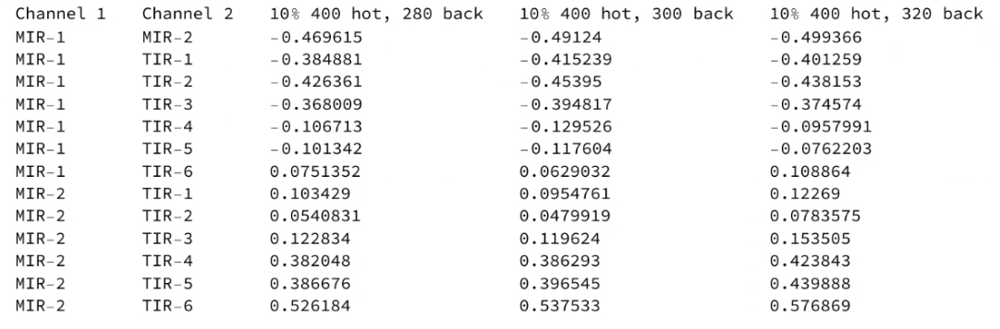 Channel 1 Channel 2 10% 400 hot, 280 back 10% 400 hot, 300 back 10% 400 hot, 320 back
MIR-1 MIR-2 -0.469615 -0.49124 -0.499366
MIR-1 TIR-1 -0.384881 -0.415239 -0.401259
MIR-1 TIR-2 -0.426361 -0.45395 -0.438153
MIR-1 TIR-3 -0.368009 -0.394817 -0.374574
MIR-1 TIR-4 -0.106713 -0.129526 -0.0957991
MIR-1 TIR-5 -0.101342 -0.117604 -0.0762203
MIR-1 TIR-6 0.0751352 0.0629032 0.108864
MIR-2 TIR-1 0.103429 0.0954761 0.12269
MIR-2 TIR-2 0.0540831 0.0479919 0.0783575
MIR-2 TIR-3 0.122834 0.119624 0.153505
MIR-2 TIR-4 0.382048 0.386293 0.423843
MIR-2 TIR-5 0.386676 0.396545 0.439888
MIR-2 TIR-6 0.526184 0.537533 0.576869